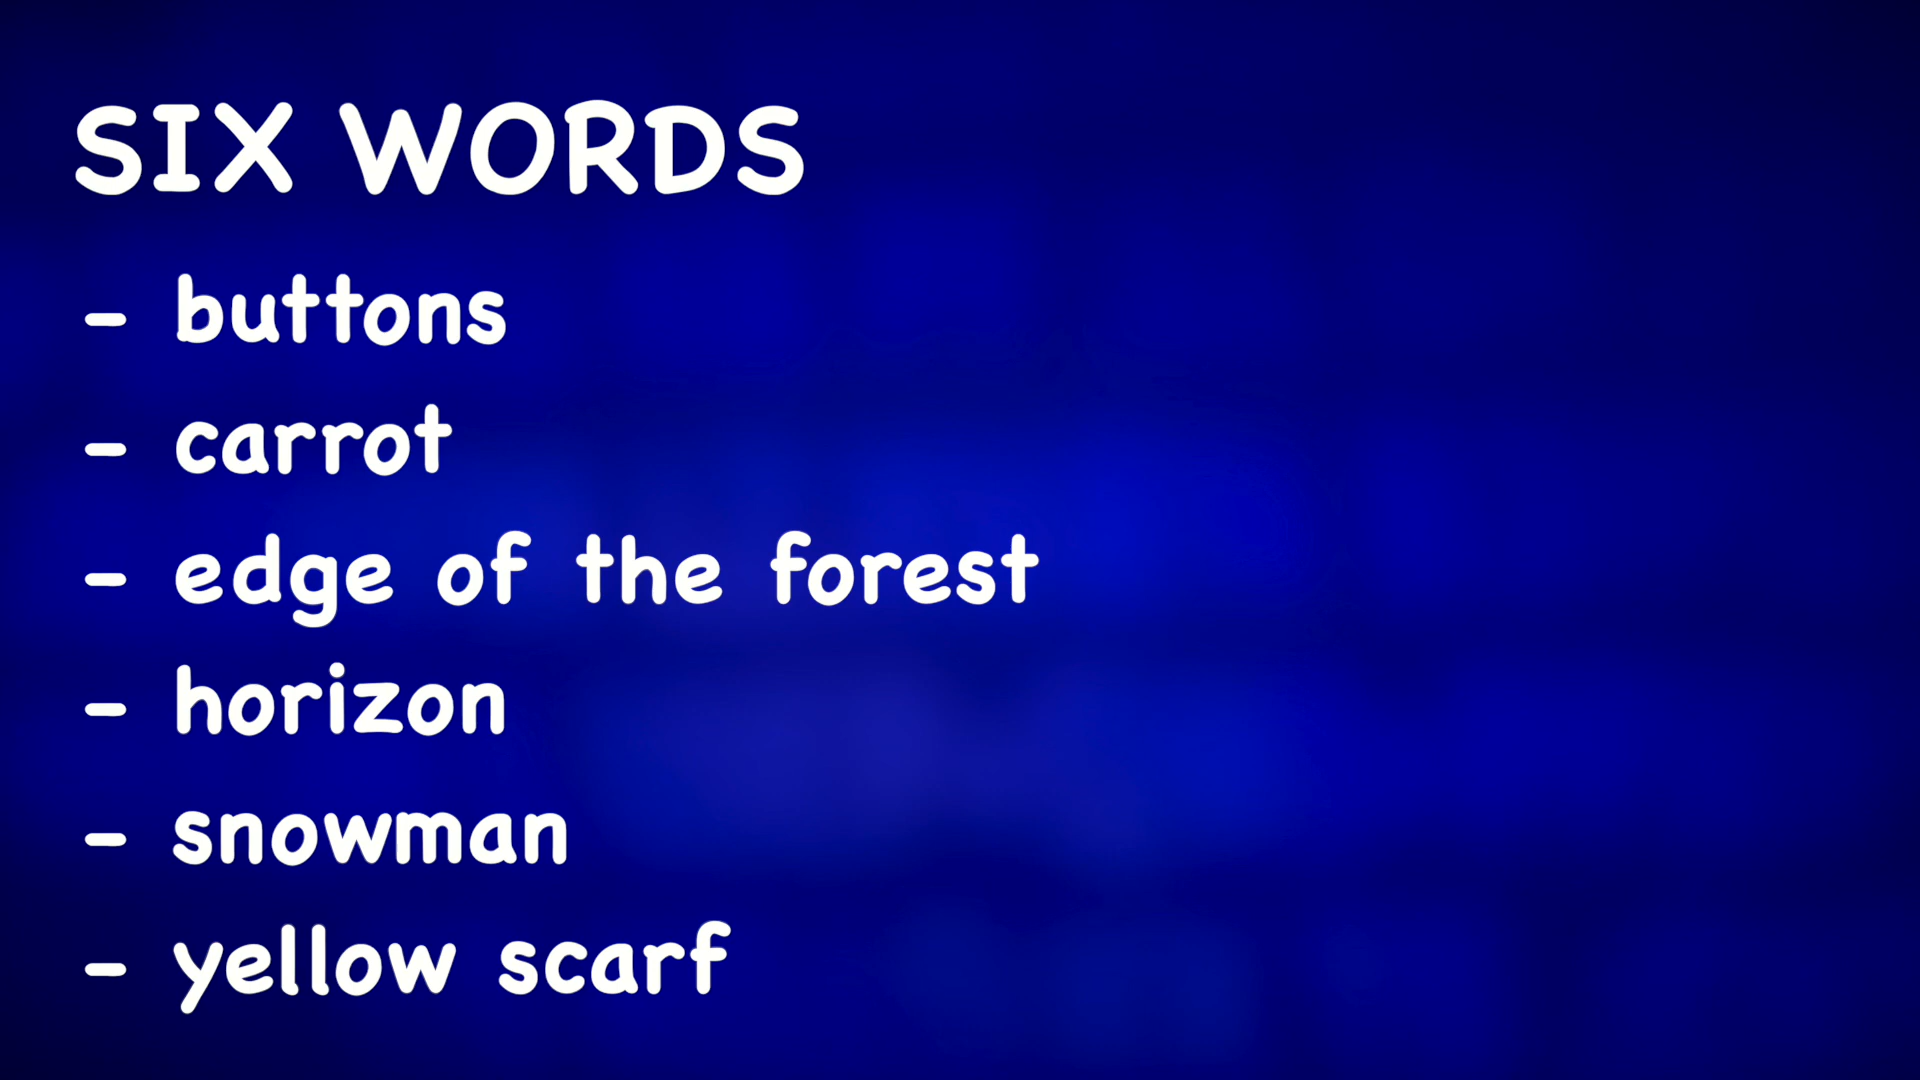 SIX WORDS
- buttons
- carrot
- edge of the forest
- horizon
- snowman
- yellow scarf